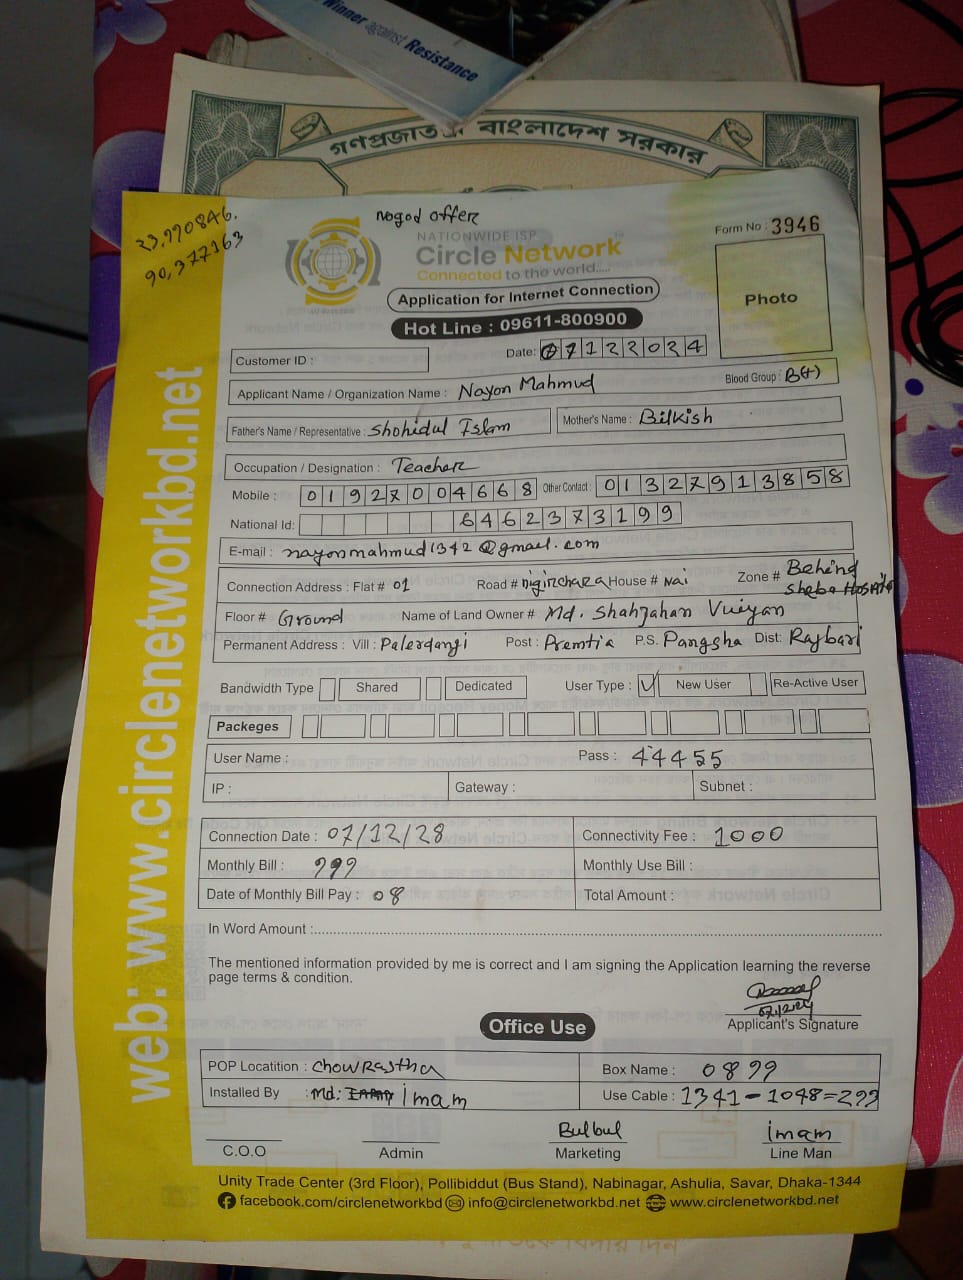 Winner against Resistance
গণপ্রজাতন্ত্রী বাংলাদেশ সরকার
23.990846.
90,377163
nogod offer
NATIONWIDE ISP
Circle Network
Connected to the world.....
Form No : 3946
Application for Internet Connection
Photo
Hot Line : 09611-800900
Customer ID :
Date: 07122024
Applicant Name / Organization Name : Nayon Mahmud
Blood Group : B(+)
Father's Name / Representative : Shohidul Islam
Mother's Name : Bilkish
Occupation / Designation : Teacher
Mobile : 01927004668 Other Contact : 01327913858
National Id: 6462373199
E-mail : nayonmahmud1342@gmail.com
Connection Address : Flat # 01 Road # Digirchara House # Nai Zone # Behind Sheba Hospital
Floor # Ground Name of Land Owner # Md. Shahjahan Vuiyan
Permanent Address : Vill : Palerdangi Post : Premtia P.S. Pangsha Dist: Rajbari
Bandwidth Type Shared Dedicated User Type : New User Re-Active User
Packeges
User Name : Pass : 44455
IP : Gateway : Subnet :
Connection Date : 07/12/28 Connectivity Fee : 1000
Monthly Bill : 999 Monthly Use Bill :
Date of Monthly Bill Pay : 08 Total Amount :
In Word Amount :
The mentioned information provided by me is correct and I am signing the Application learning the reverse
page terms & condition.
Applicant's Signature
Office Use
POP Locatition : Chowrastha Box Name : 0899
Installed By : Md: imam Use Cable : 1341-1048=293
Bulbul imam
C.O.O Admin Marketing Line Man
Unity Trade Center (3rd Floor), Pollibiddut (Bus Stand), Nabinagar, Ashulia, Savar, Dhaka-1344
facebook.com/circlenetworkbd info@circlenetworkbd.net www.circlenetworkbd.net
web: www.circlenetworkbd.net